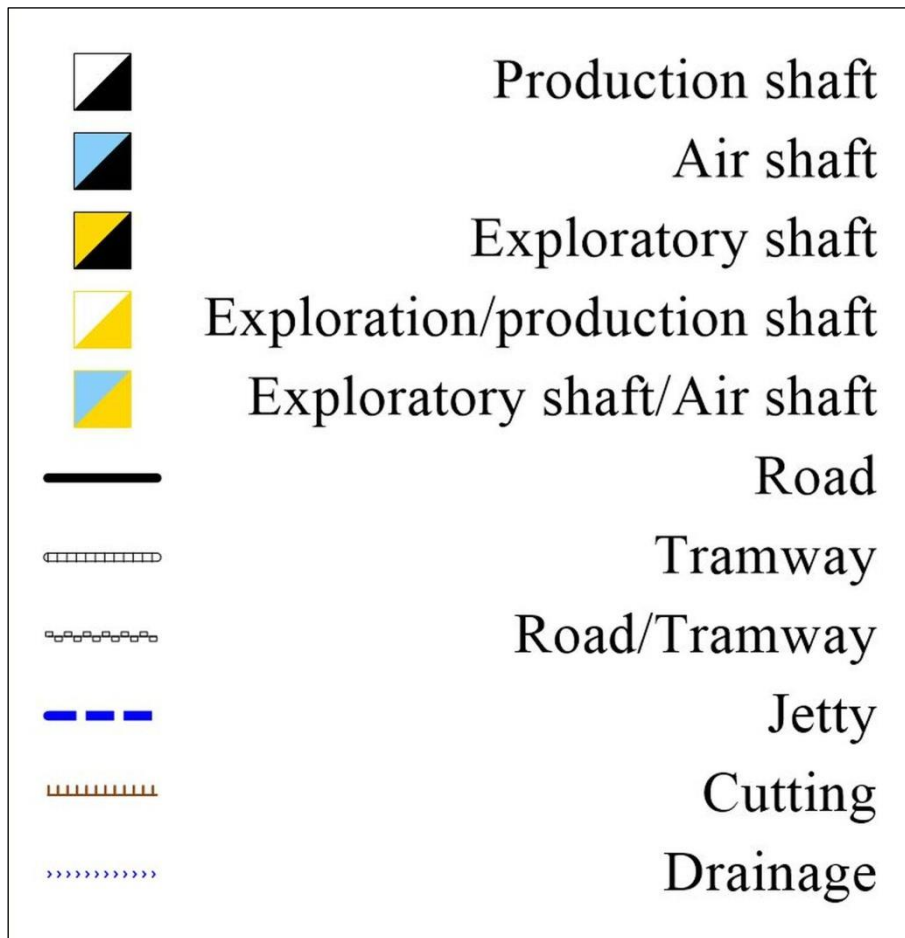 Production shaft
Air shaft
Exploratory shaft
Exploration/production shaft
Exploratory shaft/Air shaft
Road
Tramway
Road/Tramway
Jetty
Cutting
Drainage